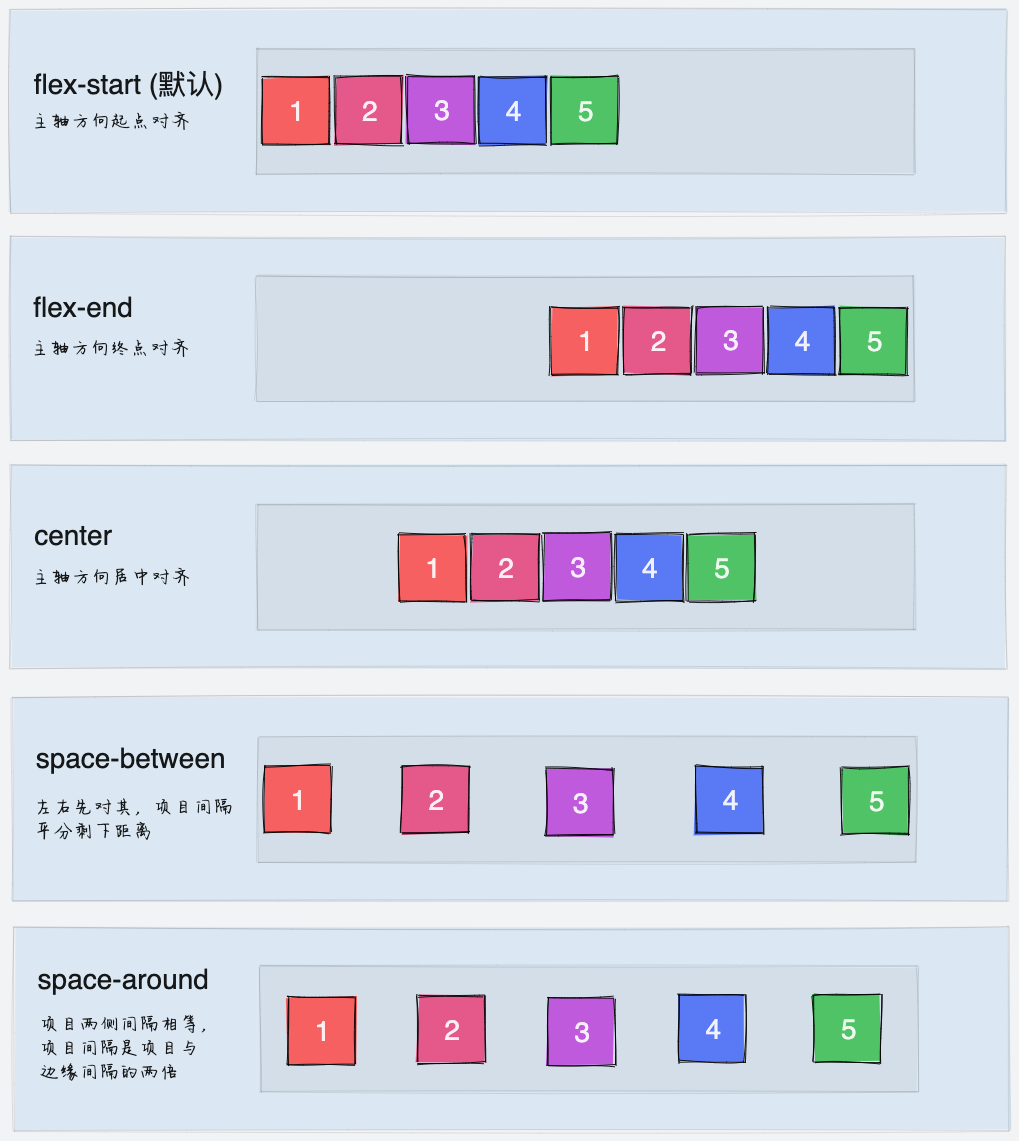 flex-start (默认)
主轴方向起点对齐
1 2 3 4 5
flex-end
主轴方向终点对齐
1 2 3 4 5
center
主轴方向居中对齐
1 2 3 4 5
space-between
左右先对其，项目间隔
平分剩下距离
1 2 3 4 5
space-around
项目两侧间隔相等，
项目间隔是项目与
边缘间隔的两倍
1 2 3 4 5